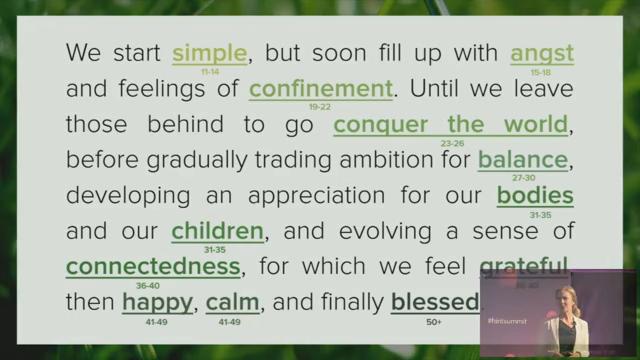 We start simple, but soon fill up with angst
11-14 15-18
and feelings of confinement. Until we leave
19-22
those behind to go conquer the world,
23-26
before gradually trading ambition for balance,
27-30
developing an appreciation for our bodies
31-35
and our children, and evolving a sense of
31-35
connectedness, for which we feel grateful,
36-40
then happy, calm, and finally blessed.
41-49 41-49 50+
#hintsummit